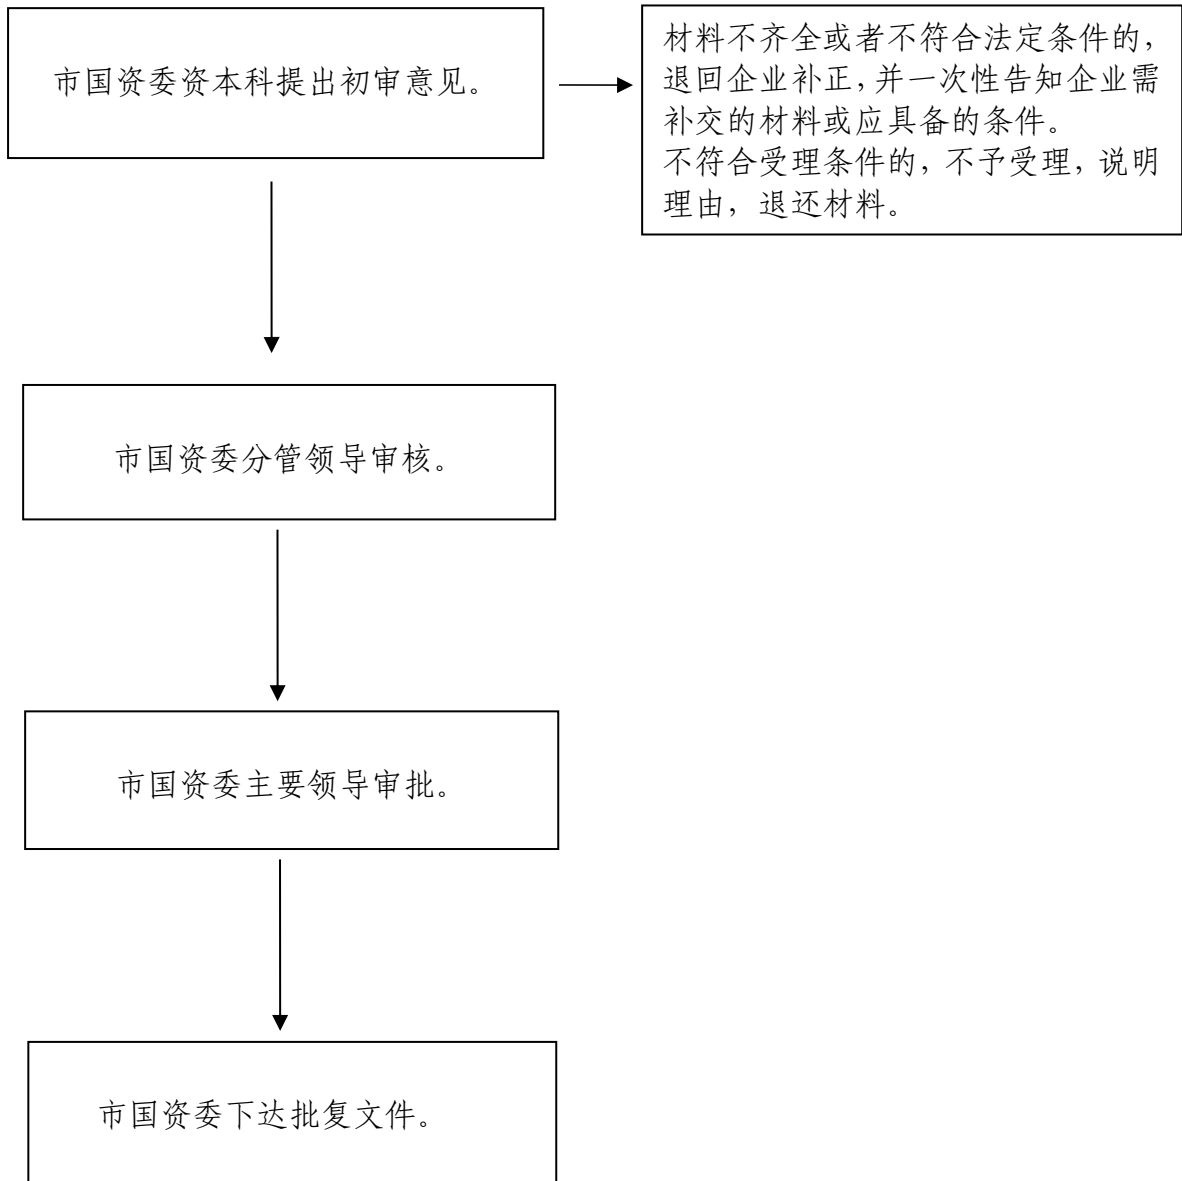 市国资委资本科提出初审意见。
材料不齐全或者不符合法定条件的，
退回企业补正，并一次性告知企业需
补交的材料或应具备的条件。
不符合受理条件的，不予受理，说明
理由，退还材料。
市国资委分管领导审核。
市国资委主要领导审批。
市国资委下达批复文件。